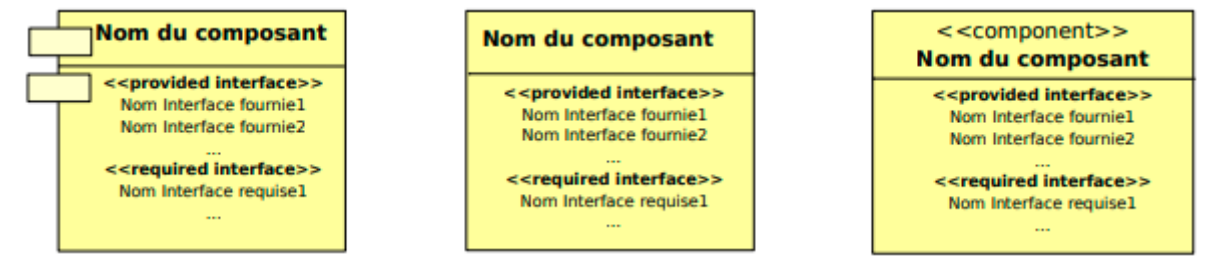 Nom du composant
<<provided interface>>
Nom Interface fournie1
Nom Interface fournie2
...
<<required interface>>
Nom Interface requise1
...
Nom du composant
<<provided interface>>
Nom Interface fournie1
Nom Interface fournie2
...
<<required interface>>
Nom Interface requise1
...
<<component>>
Nom du composant
<<provided interface>>
Nom Interface fournie1
Nom Interface fournie2
...
<<required interface>>
Nom Interface requise1
...